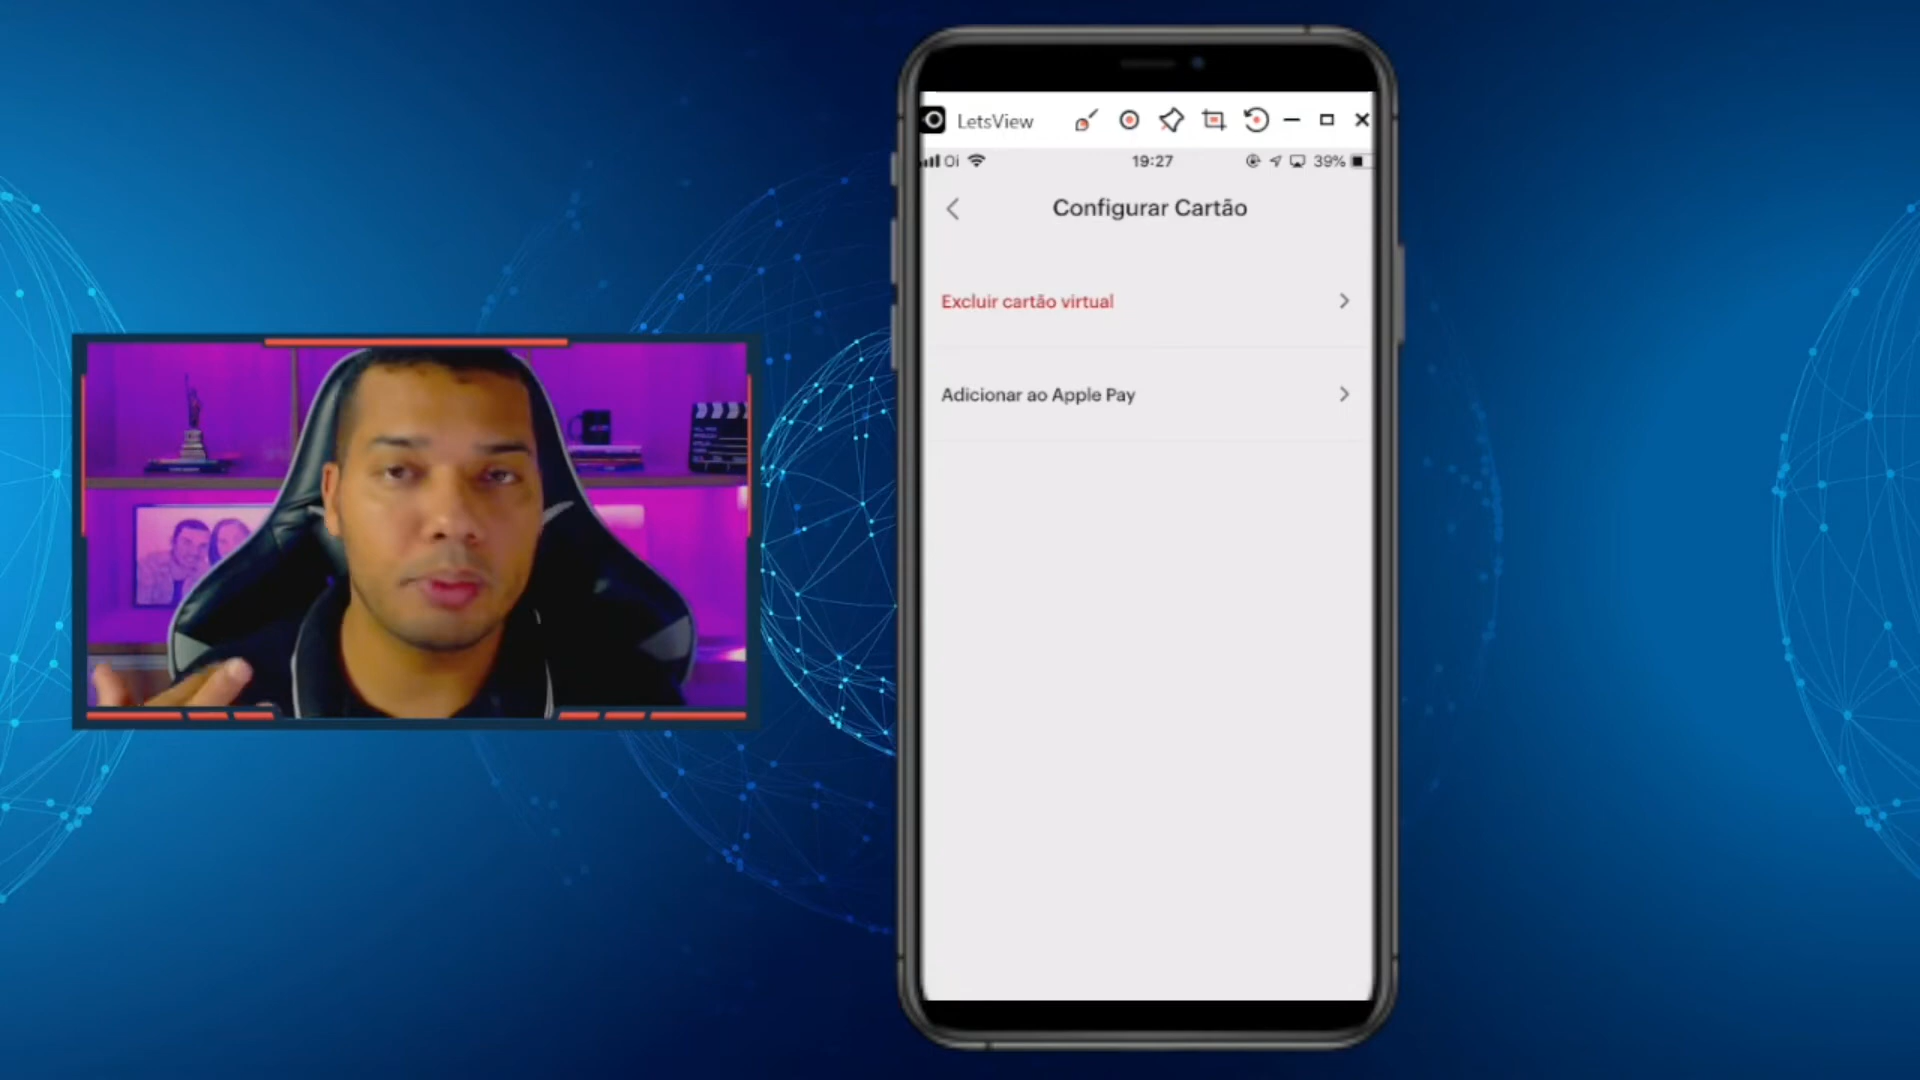 LetsView
Oi
19:27
39%
Configurar Cartão
Excluir cartão virtual
Adicionar ao Apple Pay